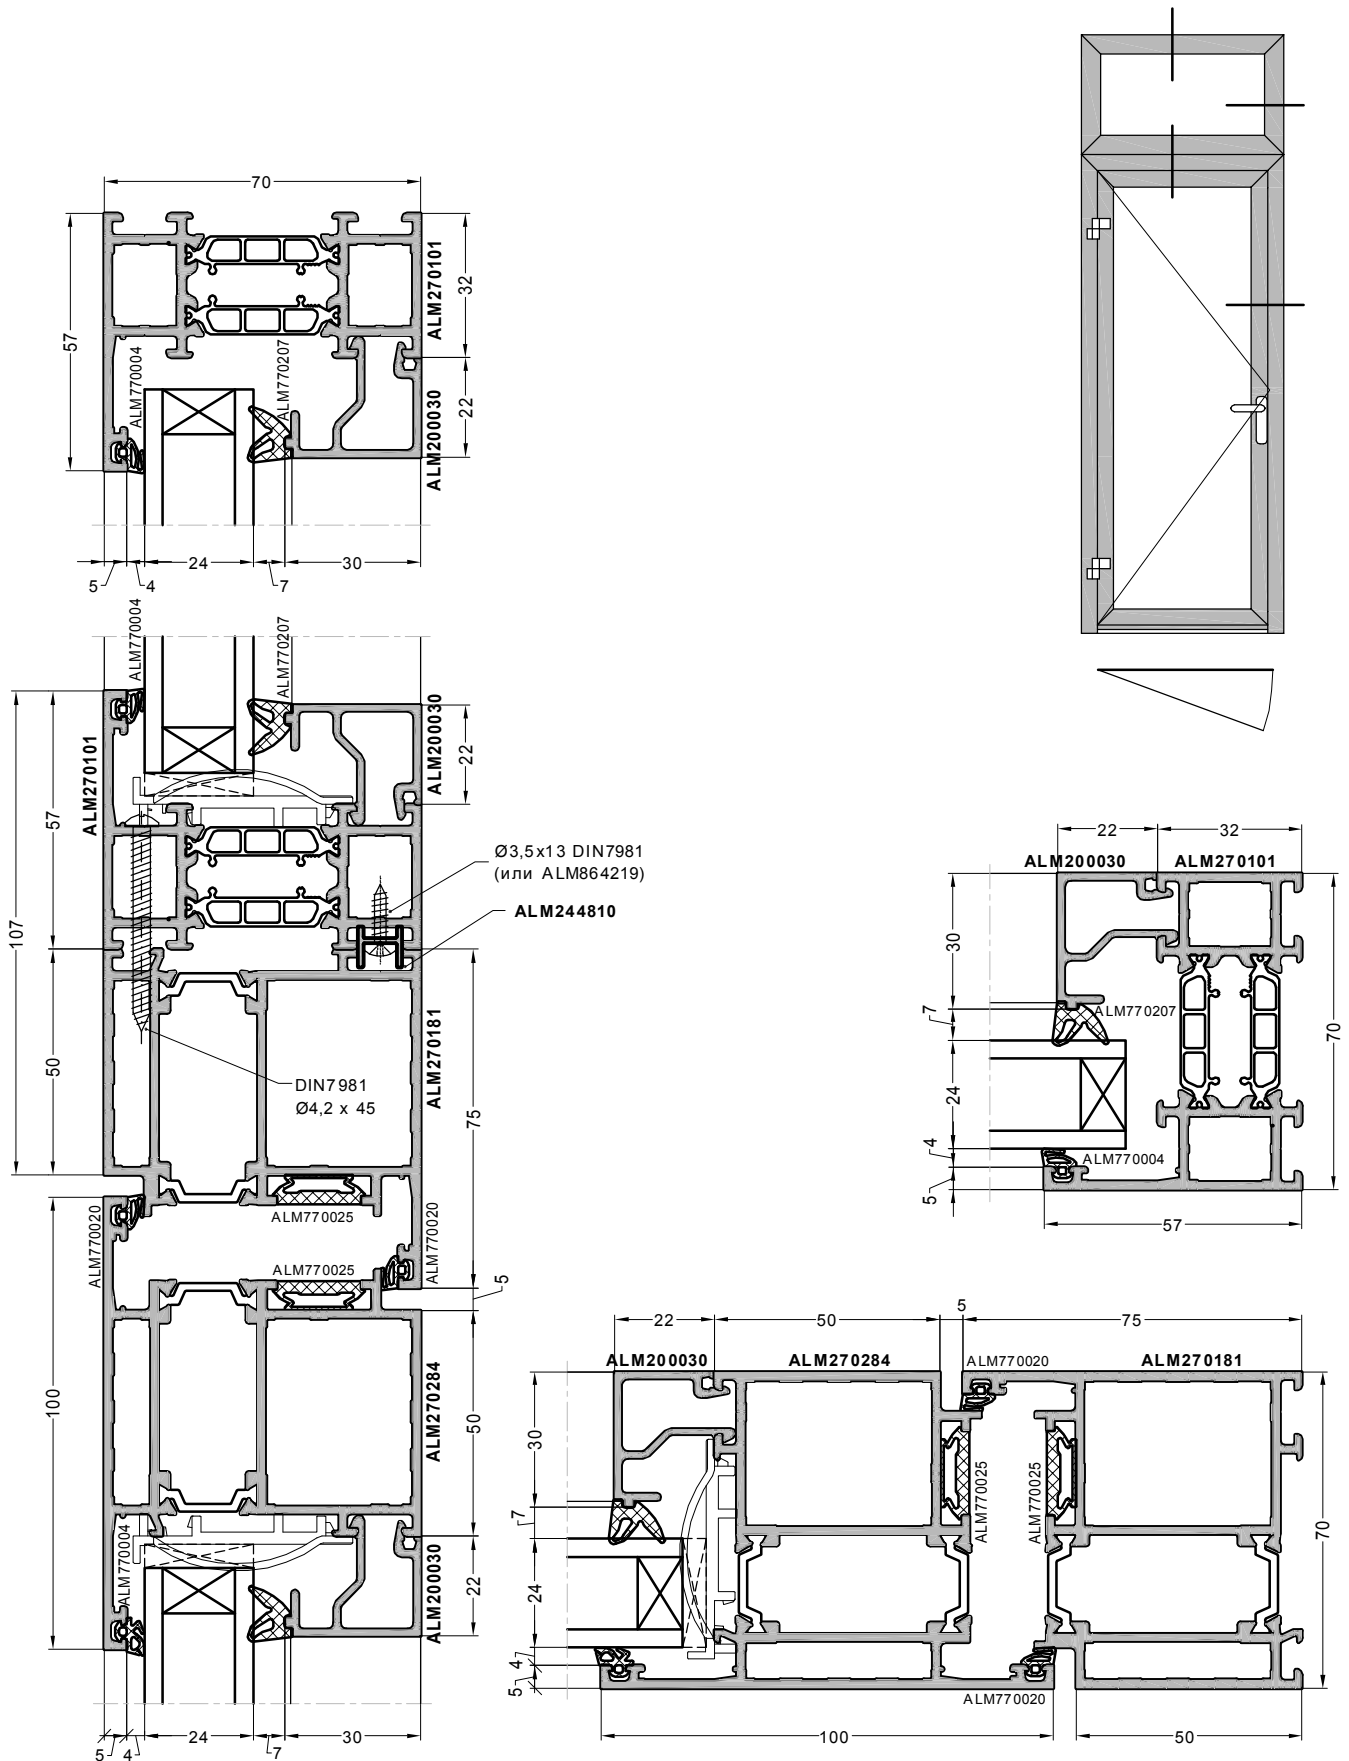 70
57
ALM770004
ALM770207
ALM270101
32
22
ALM200030
5
4
24
7
30
ALM770004
ALM770207
ALM270101
ALM200030
22
57
107
Ø3,5x13 DIN7981
(или ALM864219)
ALM244810
50
DIN7981
Ø4,2 x 45
ALM270181
75
ALM770020
ALM770025
ALM770020
ALM770025
5
100
ALM270284
50
ALM770004
ALM200030
22
5
4
24
7
30
22
32
ALM200030
ALM270101
30
7
ALM770207
24
70
4
ALM770004
5
57
22
50
5
75
ALM200030
ALM270284
ALM770020
ALM270181
30
7
ALM770025
ALM770025
70
24
4
5
ALM770020
100
50